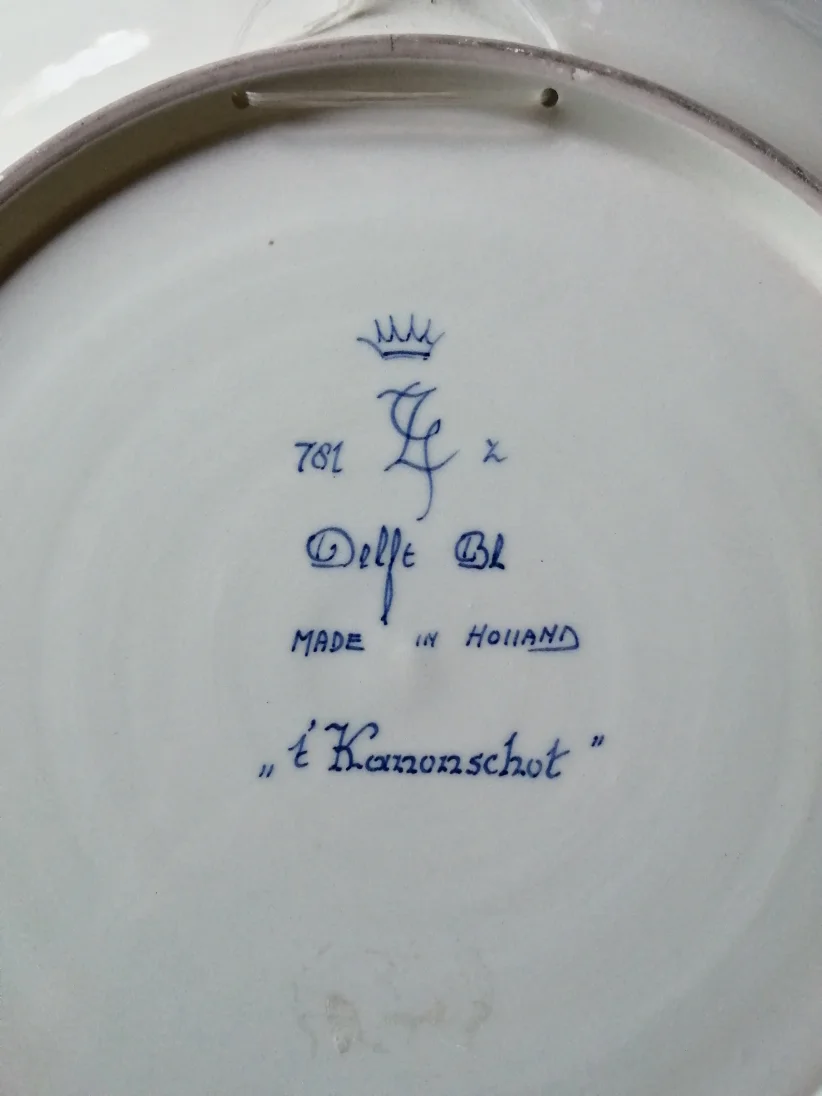 781 Z
Delft Bl
MADE IN HOLLAND
„ t' Kanonschot ”